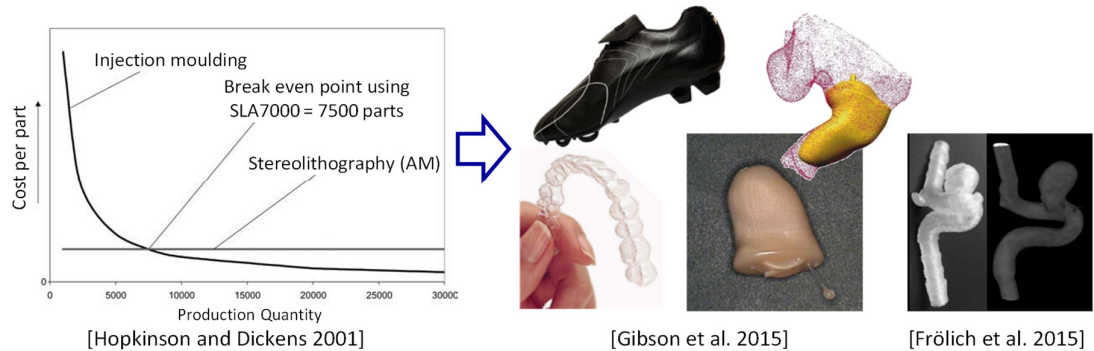 Injection moulding
Break even point using
SLA7000 = 7500 parts
Stereolithography (AM)
Cost per part
0
0
5000
10000
15000
20000
25000
30000
Production Quantity
[Hopkinson and Dickens 2001]
[Gibson et al. 2015]
[Frölich et al. 2015]